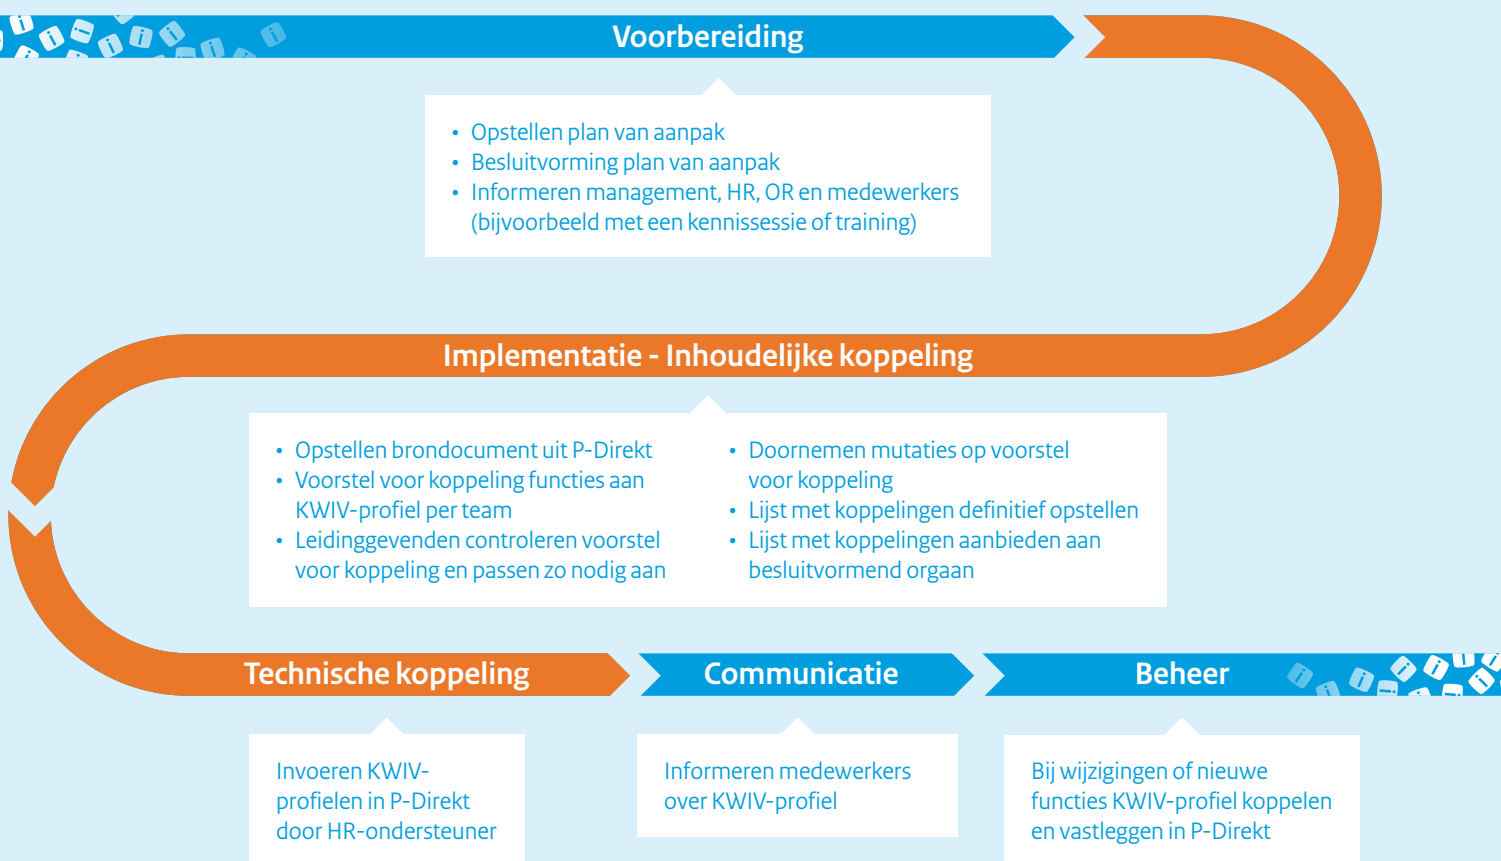 Voorbereiding
• Opstellen plan van aanpak
• Besluitvorming plan van aanpak
• Informeren management, HR, OR en medewerkers
(bijvoorbeeld met een kennissessie of training)
Implementatie - Inhoudelijke koppeling
• Opstellen brondocument uit P-Direkt
• Voorstel voor koppeling functies aan
KWIV-profiel per team
• Leidinggevenden controleren voorstel
voor koppeling en passen zo nodig aan
• Doornemen mutaties op voorstel
voor koppeling
• Lijst met koppelingen definitief opstellen
• Lijst met koppelingen aanbieden aan
besluitvormend orgaan
Technische koppeling
Invoeren KWIV-
profielen in P-Direkt
door HR-ondersteuner
Communicatie
Informeren medewerkers
over KWIV-profiel
Beheer
Bij wijzigingen of nieuwe
functies KWIV-profiel koppelen
en vastleggen in P-Direkt